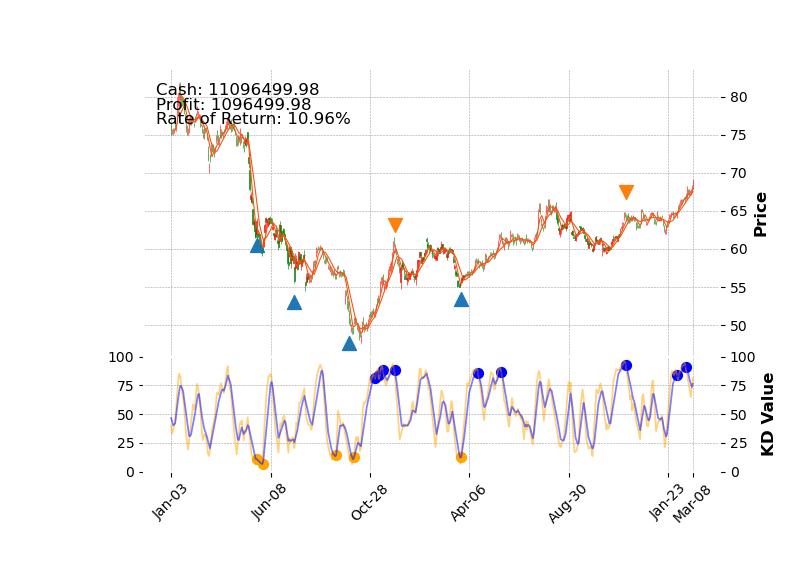 Cash: 11096499.98
Profit: 1096499.98
Rate of Return: 10.96%
80
75
70
65
60
55
50
Price
100
75
50
25
0
100
75
50
25
0
KD Value
Jan-03
Jun-08
Oct-28
Apr-06
Aug-30
Jan-23
Mar-08